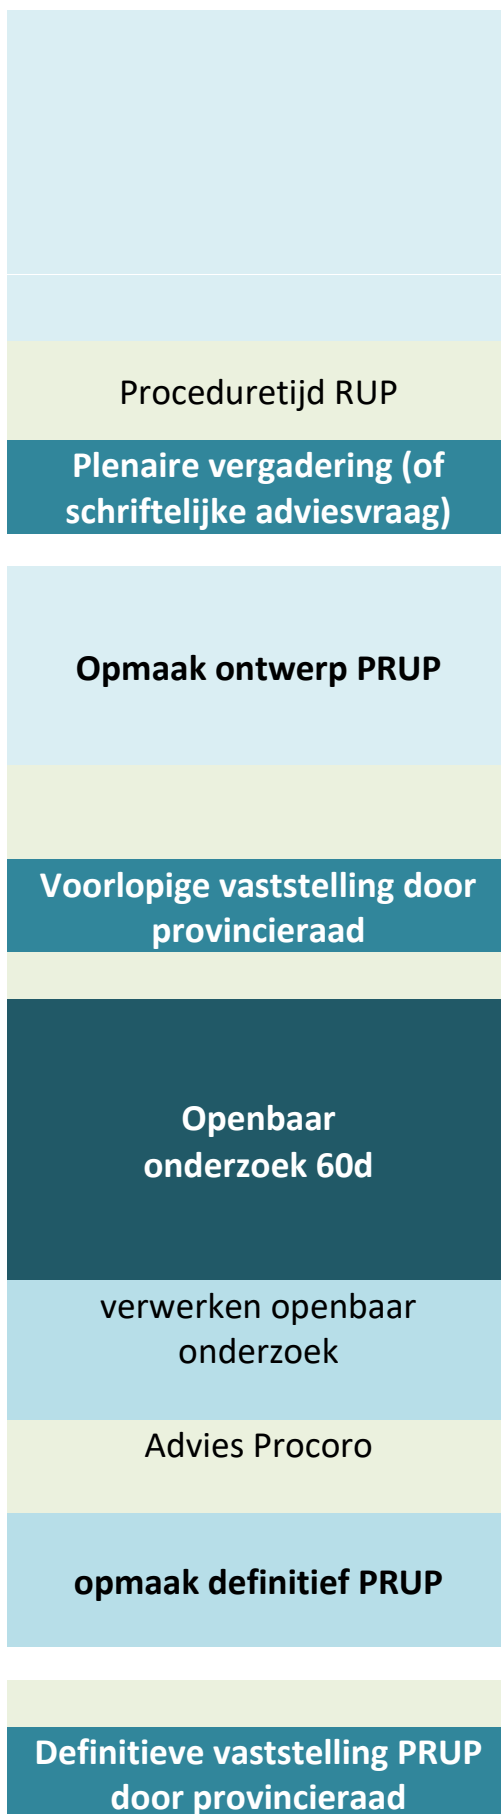 Proceduretijd RUP
Plenaire vergadering (of
schriftelijke adviesvraag)
Opmaak ontwerp PRUP
Voorlopige vaststelling door
provincieraad
Openbaar
onderzoek 60d
verwerken openbaar
onderzoek
Advies Procoro
opmaak definitief PRUP
Definitieve vaststelling PRUP
door provincieraad